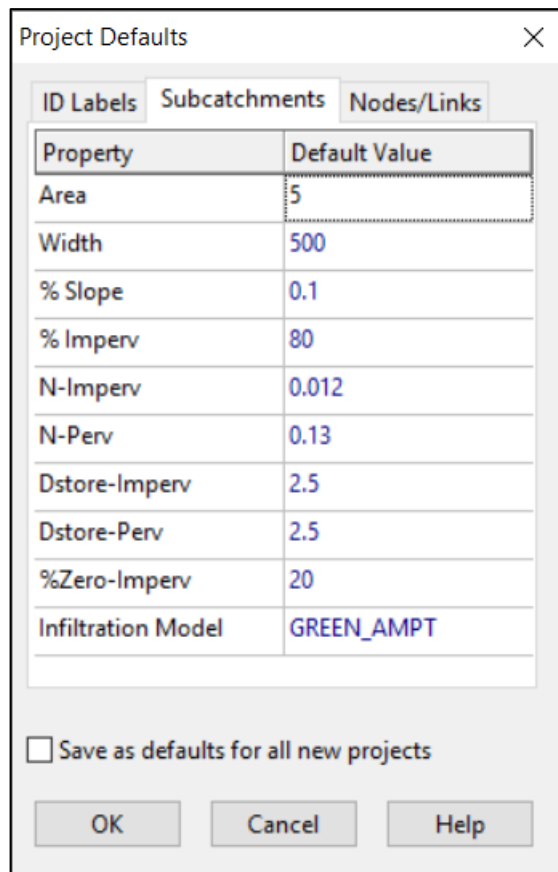 Project Defaults
ID Labels Subcatchments Nodes/Links
Property Default Value
Area 5
Width 500
% Slope 0.1
% Imperv 80
N-Imperv 0.012
N-Perv 0.13
Dstore-Imperv 2.5
Dstore-Perv 2.5
%Zero-Imperv 20
Infiltration Model GREEN_AMPT
Save as defaults for all new projects
OK Cancel Help